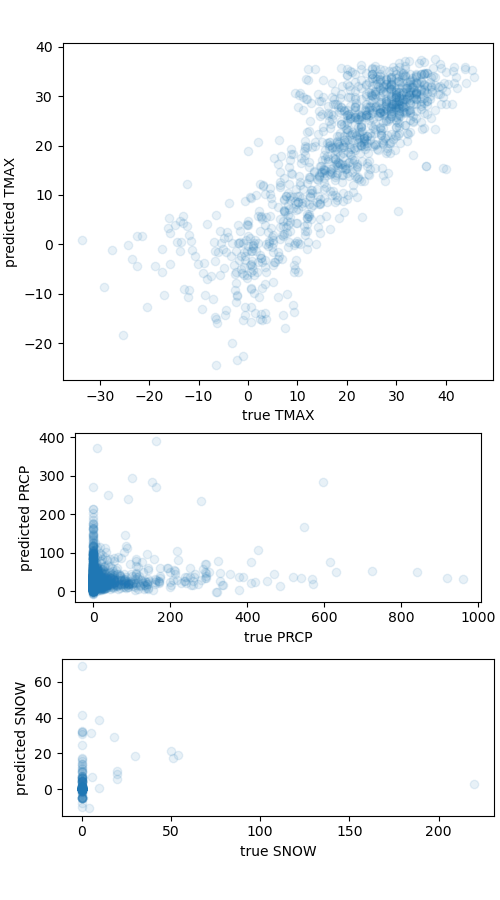 40
30
20
10
0
−10
−20
predicted TMAX
−30 −20 −10 0 10 20 30 40
true TMAX
400
300
200
100
0
predicted PRCP
0 200 400 600 800 1000
true PRCP
60
40
20
0
predicted SNOW
0 50 100 150 200
true SNOW